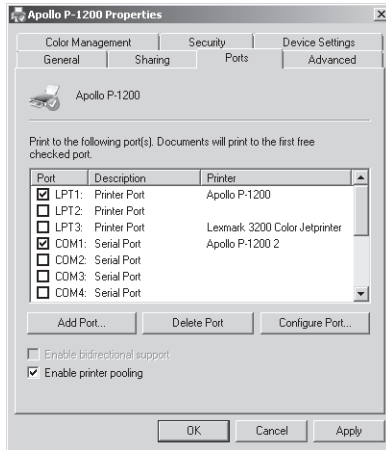 Apollo P-1200 Properties
Color Management Security Device Settings
General Sharing Ports Advanced
Apollo P-1200
Print to the following port(s). Documents will print to the first free
checked port.
Port Description Printer
LPT1: Printer Port Apollo P-1200
LPT2: Printer Port
LPT3: Printer Port Lexmark 3200 Color Jetprinter
COM1: Serial Port Apollo P-1200 2
COM2: Serial Port
COM3: Serial Port
COM4: Serial Port
Add Port... Delete Port Configure Port...
Enable bidirectional support
Enable printer pooling
OK Cancel Apply